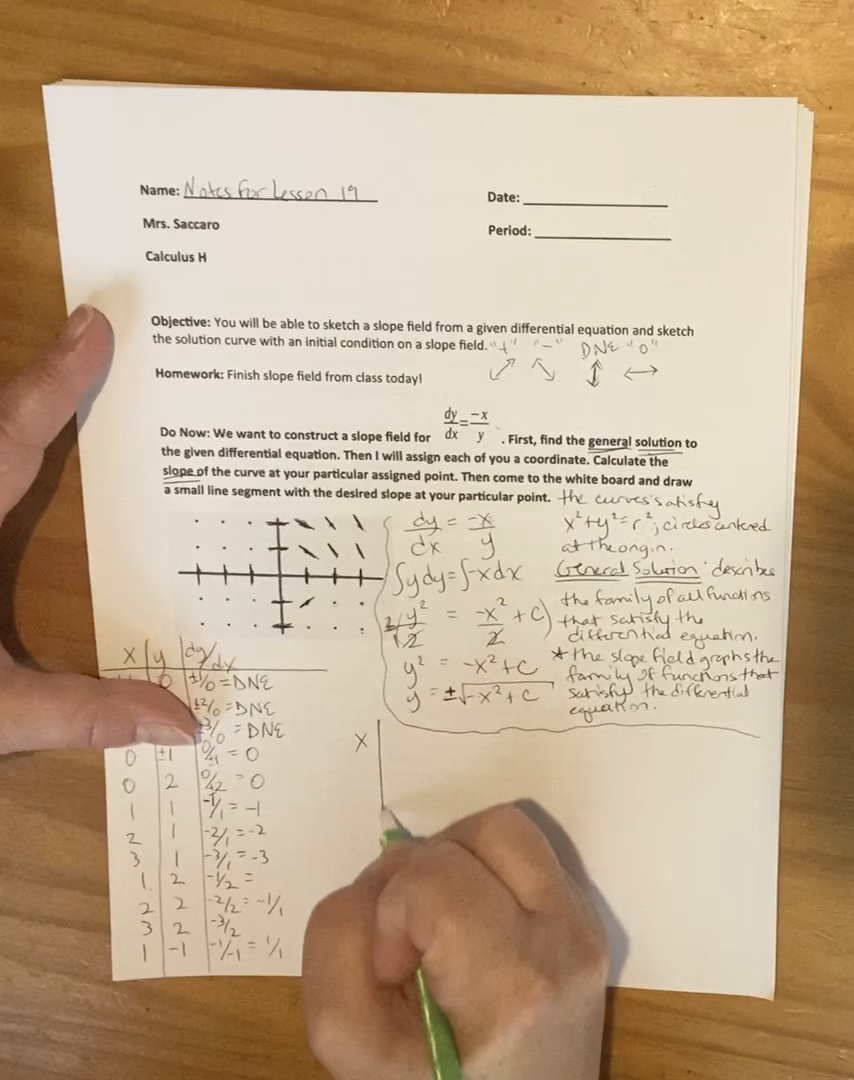 Name: Notes for Lesson 19
Date:
Mrs. Saccaro
Period:
Calculus H
Objective: You will be able to sketch a slope field from a given differential equation and sketch
the solution curve with an initial condition on a slope field. "+" "-" DNE "0"
Homework: Finish slope field from class today!
Do Now: We want to construct a slope field for dy/dx = -x/y . First, find the general solution to
the given differential equation. Then I will assign each of you a coordinate. Calculate the
slope of the curve at your particular assigned point. Then come to the white board and draw
a small line segment with the desired slope at your particular point.
the curves satisfy
x²+y²=r²; circles centered
at the origin.
General Solution: describes
the family of all functions
that satisfy the
differential equation.
*the slope field graphs the
family of functions that
satisfy the differential
equation.
dy/dx = -x/y
∫ydy=∫-xdx
2(y²/2 = -x²/2 + C)
y² = -x²+C
y = ±√-x²+C
x y dy/dx
0 ±1/0 = DNE
±2/0 = DNE
±3/0 = DNE
0 ±1 0/±1 = 0
0 2 0/±2 = 0
1 1 -1/1 = -1
2 1 -2/1 = -2
3 1 -3/1 = -3
1 2 -1/2 =
2 2 -2/2 = -1/1
3 2 -3/2
1 -1 -1/-1 = 1/1
X